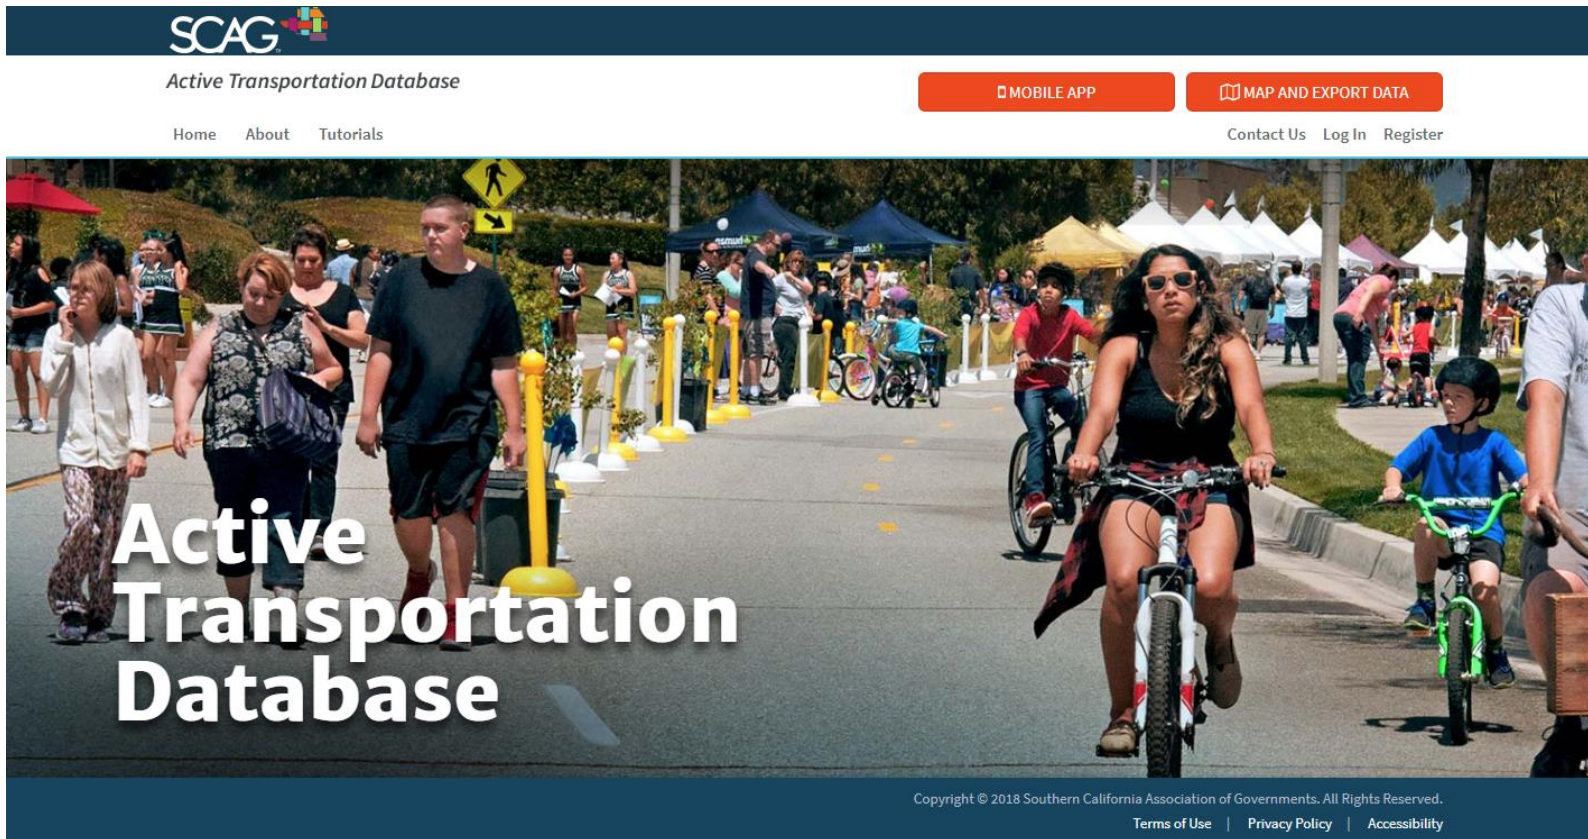 SCAG
Active Transportation Database
MOBILE APP
MAP AND EXPORT DATA
Home About Tutorials
Contact Us Log In Register
Active
Transportation
Database
Copyright © 2018 Southern California Association of Governments. All Rights Reserved.
Terms of Use | Privacy Policy | Accessibility